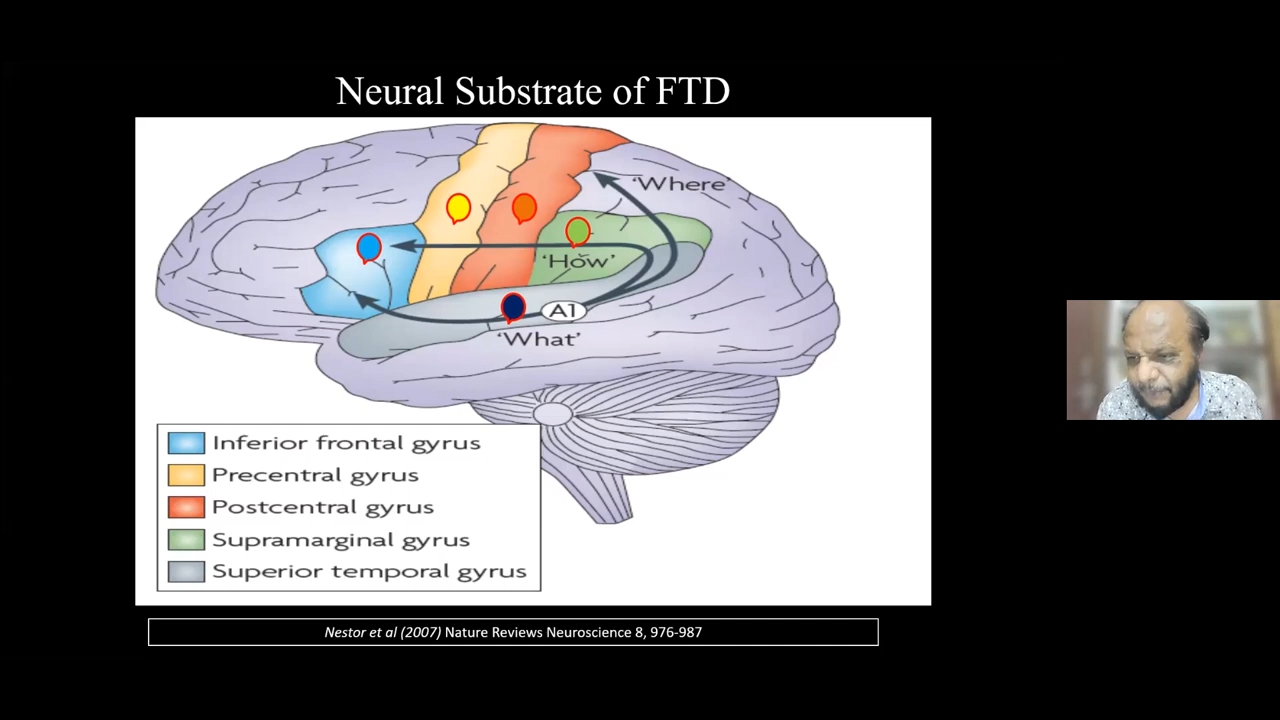 Neural Substrate of FTD
‘Where’
‘How’
A1
‘What’
Inferior frontal gyrus
Precentral gyrus
Postcentral gyrus
Supramarginal gyrus
Superior temporal gyrus
Nestor et al (2007) Nature Reviews Neuroscience 8, 976-987